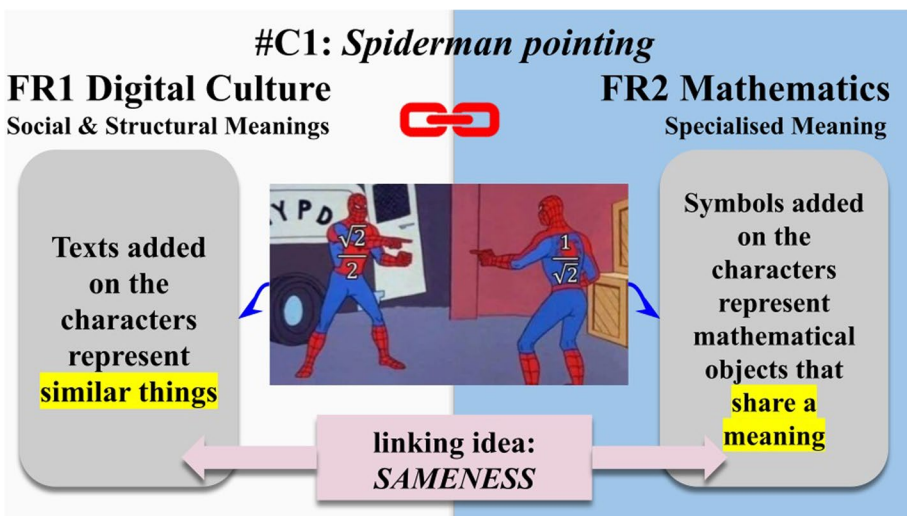 #C1: Spiderman pointing
FR1 Digital Culture
Social & Structural Meanings
FR2 Mathematics
Specialised Meaning
Texts added
on the
characters
represent
similar things
YPD
√2/2
1/√2
Symbols added
on the
characters
represent
mathematical
objects that
share a
meaning
linking idea:
SAMENESS